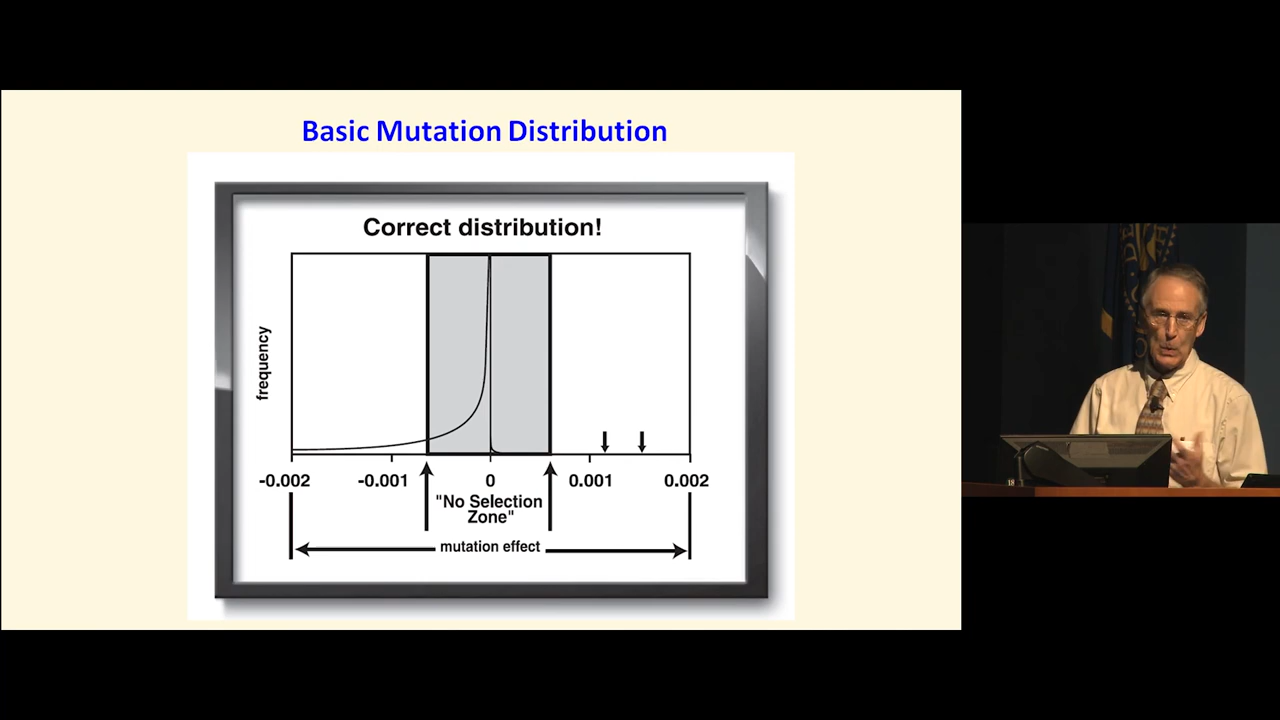 Basic Mutation Distribution
Correct distribution!
frequency
-0.002 -0.001 0 0.001 0.002
"No Selection
Zone"
mutation effect
18